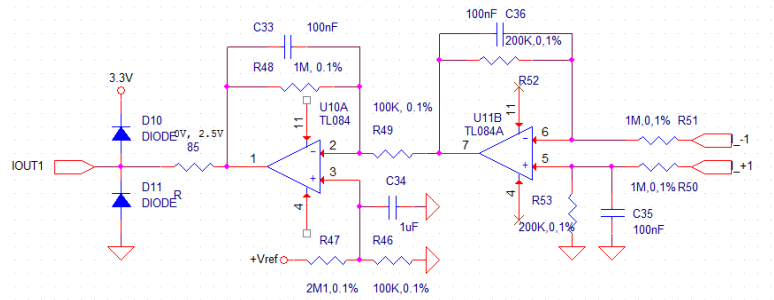 C33
100nF
R48
1M, 0.1%
3.3V
D10
DIODE
0V, 2.5V
85
IOUT1
D11
DIODE
R
1
11
U10A
TL084
2
3
4
−
+
100K, 0.1%
R49
C34
1uF
+Vref
R47
R46
2M1,0.1%
100K,0.1%
100nF
C36
200K,0,1%
R52
11
U11B
TL084A
7
6
5
4
−
+
1M,0,1%
R51
I_-1
I_+1
1M,0,1%
R50
R53
200K,0,1%
C35
100nF